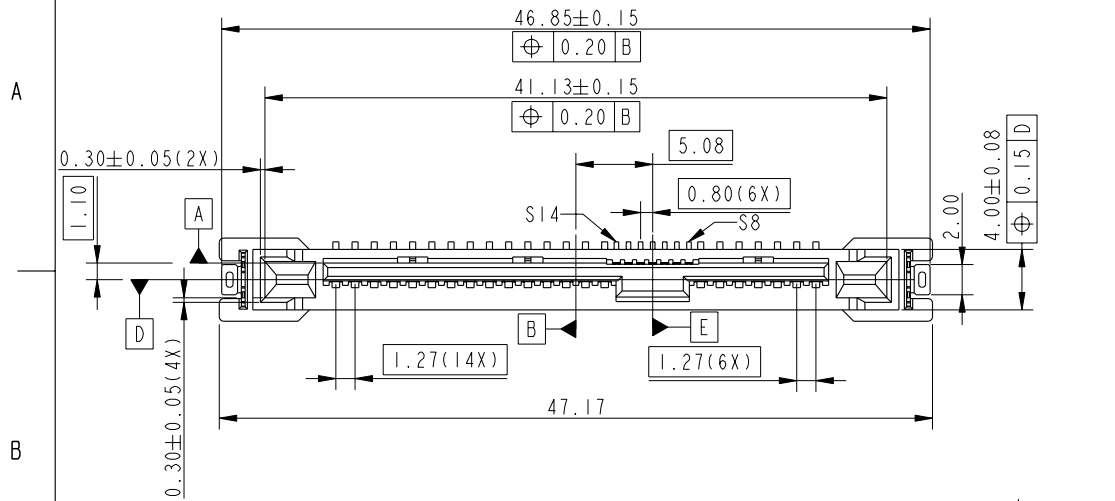 46.85±0.15
⌖ 0.20 B
A
41.13±0.15
⌖ 0.20 B
5.08
0.30±0.05(2X)
0.80(6X)
1.10
A
S14
S8
2.00
4.00±0.08
⌖ 0.15 D
D
B
E
0.30±0.05(4X)
1.27(14X)
1.27(6X)
47.17
B